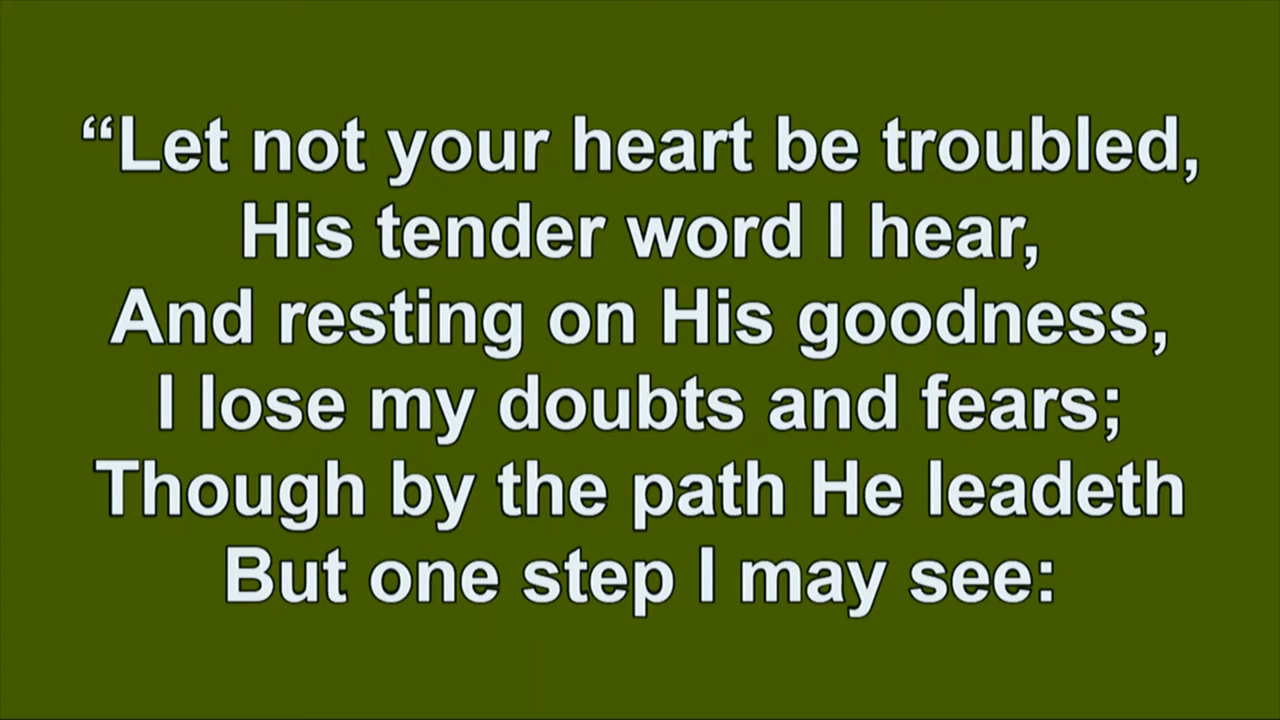 “Let not your heart be troubled,
His tender word I hear,
And resting on His goodness,
I lose my doubts and fears;
Though by the path He leadeth
But one step I may see: